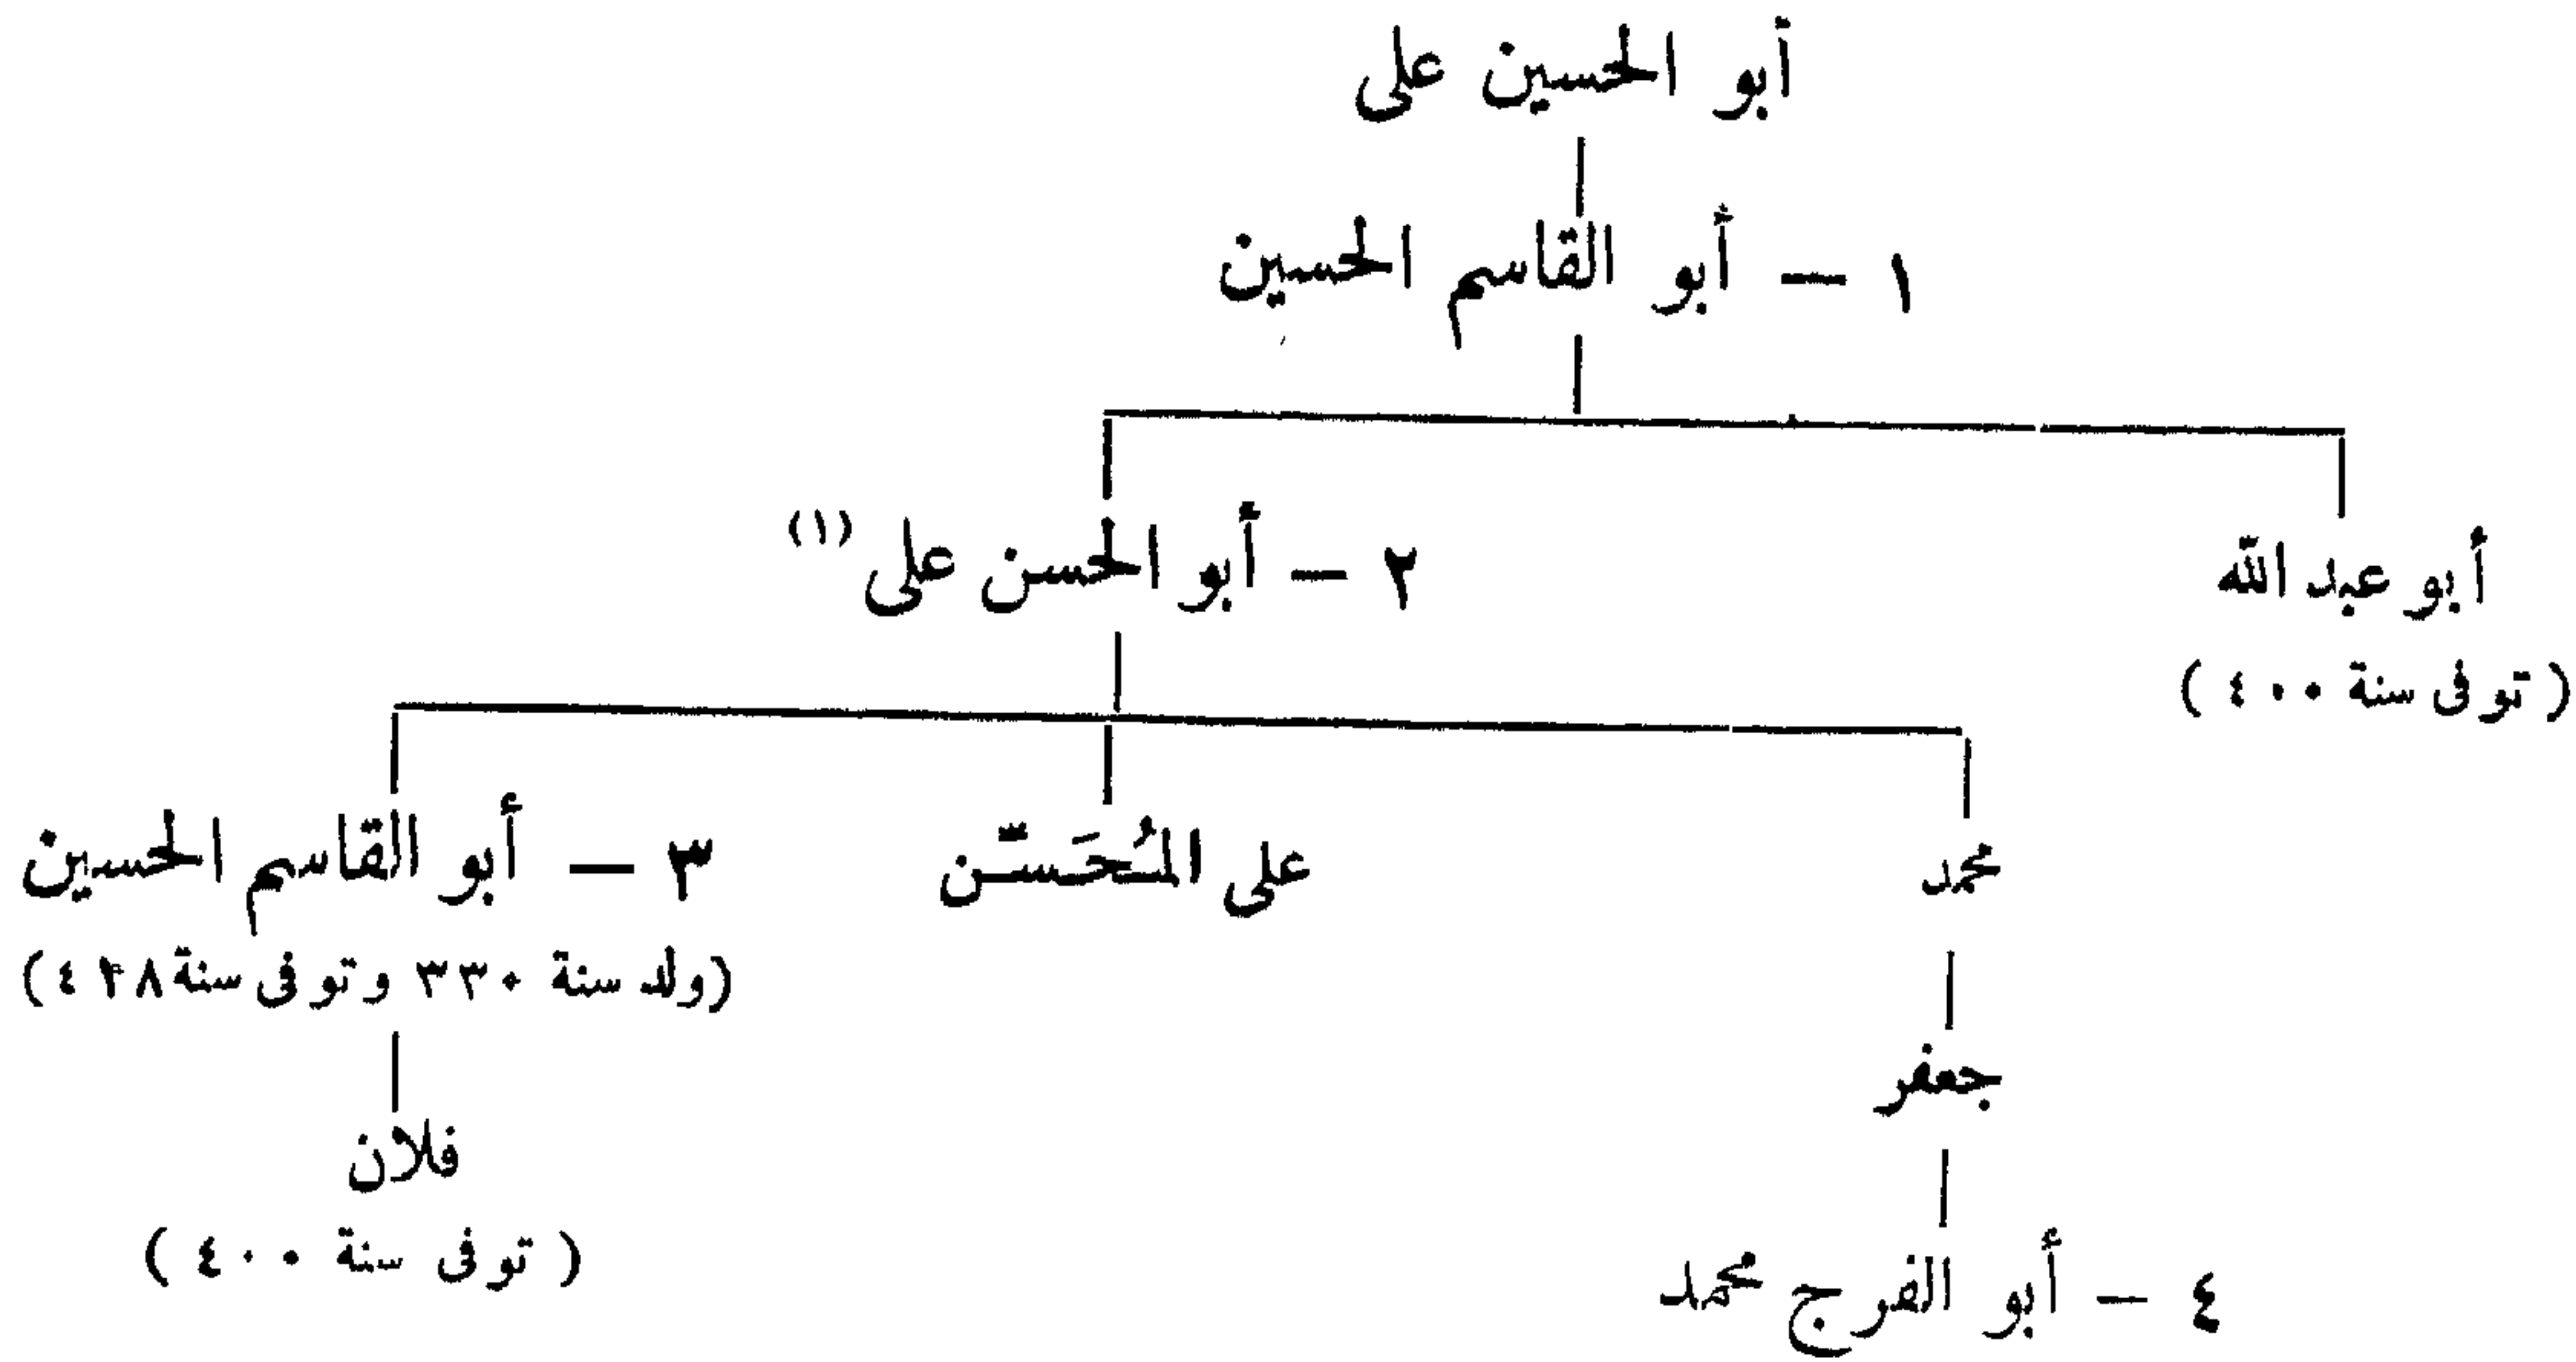 أبو الحسين على
١ — أبو القاسم الحسين
أبو عبد الله
(توفى سنة ٤٠٠)
٢ — أبو الحسن على (١)
محمد
على المُحَسّن
٣ — أبو القاسم الحسين
(ولد سنة ٣٣٠ وتوفى سنة
جعفر
فلان
(توفى سنة ٤٠٠)
٤ — أبو الفرج محمد